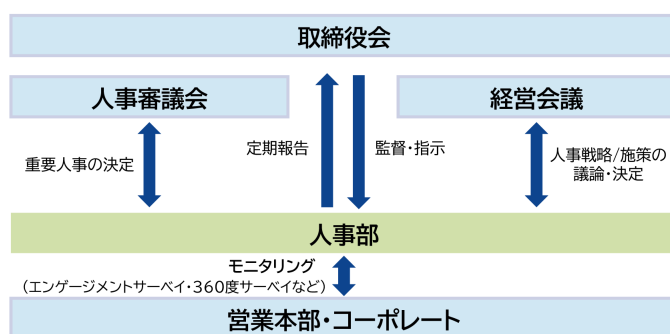 取締役会
人事審議会
経営会議
重要人事の決定
定期報告
監督・指示
人事戦略/施策の
議論・決定
人事部
モニタリング
（エンゲージメントサーベイ・360度サーベイなど）
営業本部・コーポレート